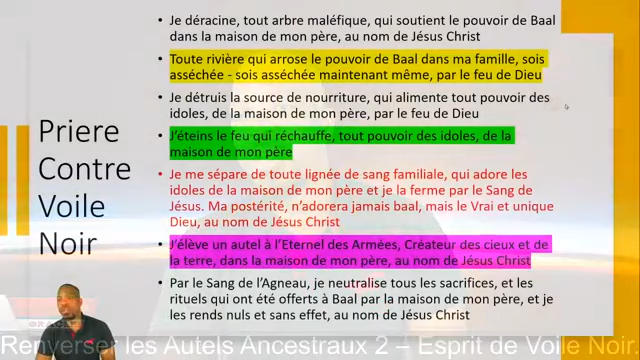 Priere
Contre
Voile
Noir
• Je déracine, tout arbre maléfique, qui soutient le pouvoir de Baal
dans la maison de mon père, au nom de Jésus Christ
• Toute rivière qui arrose le pouvoir de Baal dans ma famille, sois
asséchée - sois asséchée maintenant même, par le feu de Dieu
• Je détruis la source de nourriture, qui alimente tout pouvoir des
idoles, de la maison de mon père, par le feu de Dieu
• J'éteins le feu qui réchauffe, tout pouvoir des idoles, de la
maison de mon père
• Je me sépare de toute lignée de sang familiale, qui adore les
idoles de la maison de mon père et je la ferme par le Sang de
Jésus. Ma postérité, n'adorera jamais baal, mais le Vrai et unique
Dieu, au nom de Jésus Christ
• J'élève un autel à l'Eternel des Armées, Créateur des cieux et de
la terre, dans la maison de mon père, au nom de Jésus Christ
• Par le Sang de l'Agneau, je neutralise tous les sacrifices, et les
rituels qui ont été offerts à Baal par la maison de mon père, et je
les rends nuls et sans effet, au nom de Jésus Christ
Renverser les Autels Ancestraux 2 – Esprit de Voile Noir.